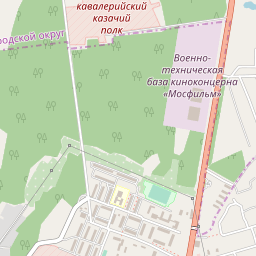 кавалерийский
казачий
полк
родской округ
Военно-
техническая
база киноконцерна
«Мосфильм»